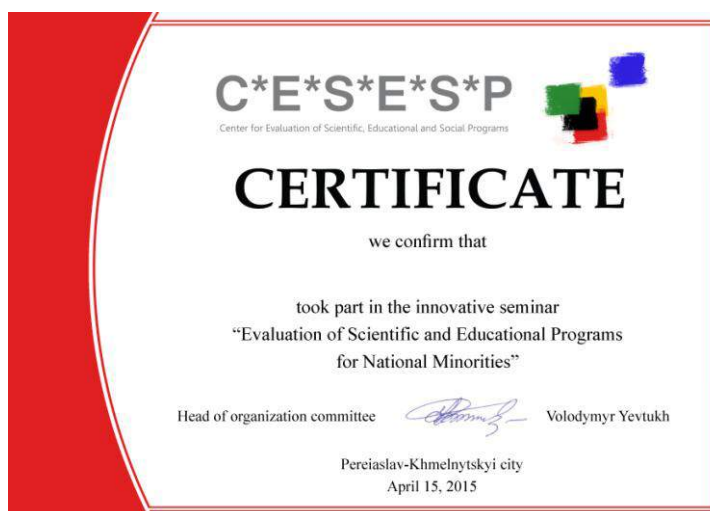 C*E*S*E*S*P
Center for Evaluation of Scientific, Educational and Social Programs
CERTIFICATE
we confirm that
took part in the innovative seminar
“Evaluation of Scientific and Educational Programs
for National Minorities”
Head of organization committee Volodymyr Yevtukh
Pereiaslav-Khmelnytskyi city
April 15, 2015